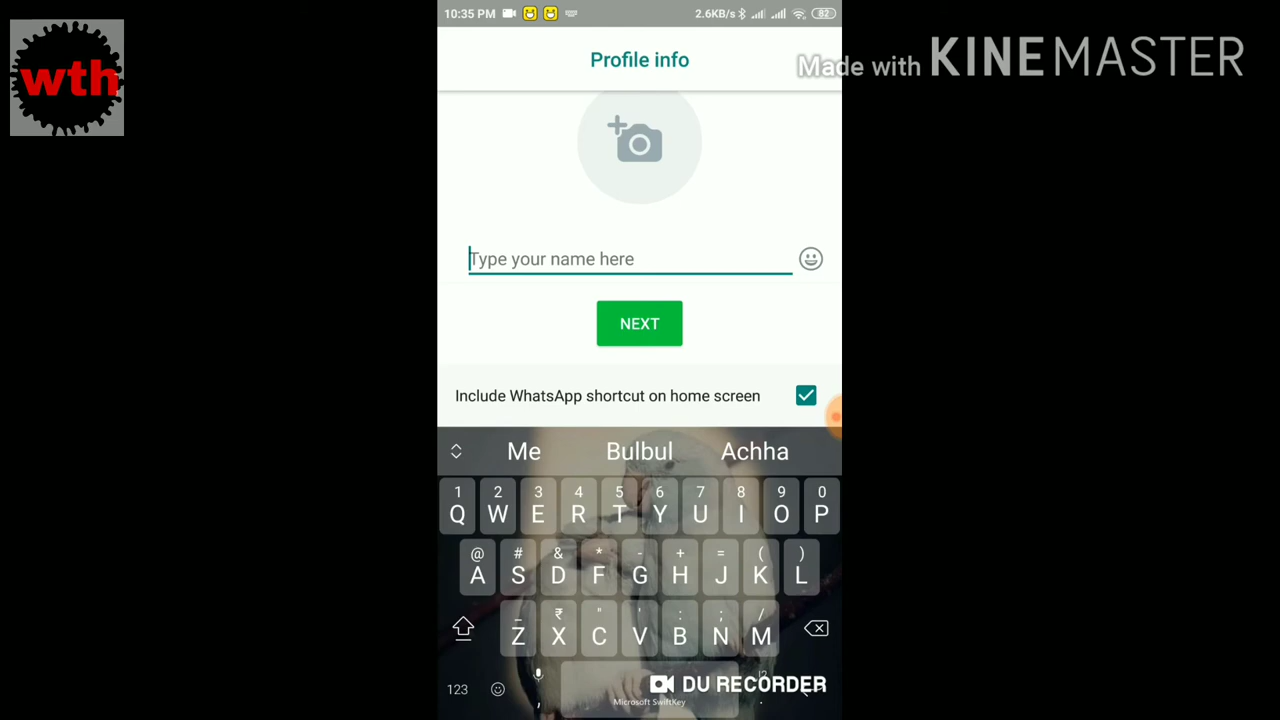 wth
Made with KINEMASTER
10:35 PM 2.6KB/s 82
Profile info
Type your name here
NEXT
Include WhatsApp shortcut on home screen
Me Bulbul Achha
1 2 3 4 5 6 7 8 9 0
Q W E R T Y U I O P
@ # & * - + = ( )
A S D F G H J K L
_ ₹ " ' : ; /
Z X C V B N M
123 , !? .
DU RECORDER
Microsoft SwiftKey